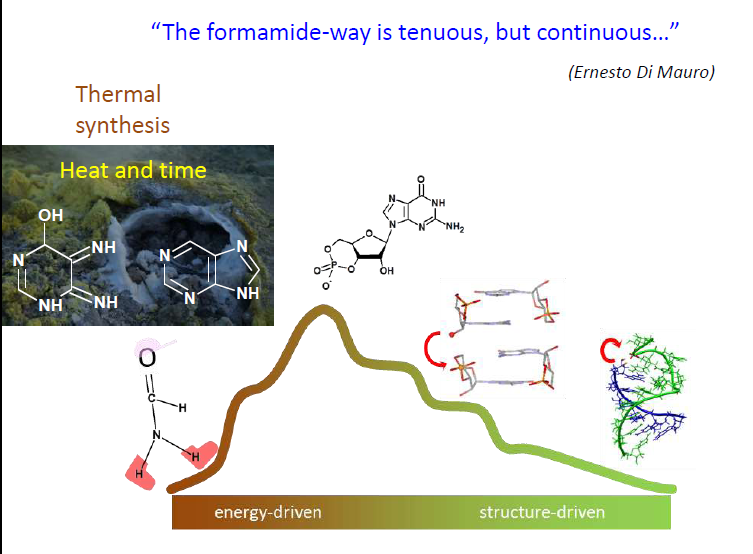 “The formamide-way is tenuous, but continuous…”
(Ernesto Di Mauro)
Thermal
synthesis
Heat and time
OH
N
NH
NH
NH
N
N
N
NH
O
N
NH
N
N
NH₂
O
O
O
P
O
O⁻
OH
O
C
H
N
H
H
energy-driven
structure-driven